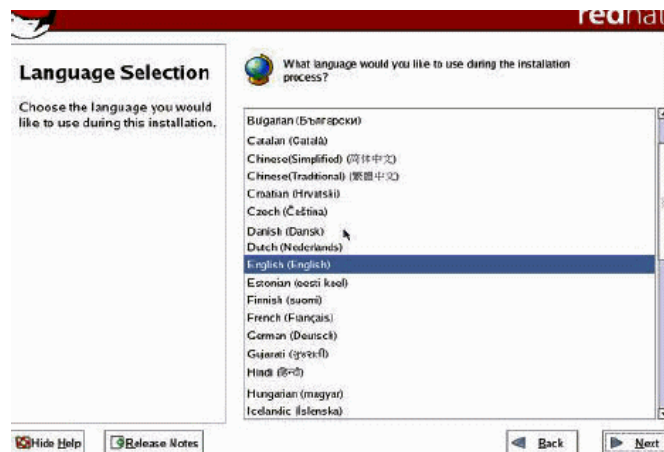 redhat
Language Selection
Choose the language you would
like to use during this installation.
What language would you like to use during the installation
process?
Bulgarian (Български)
Catalan (Català)
Chinese(Simplified) (简体中文)
Chinese(Traditional) (繁體中文)
Croatian (Hrvatski)
Czech (Čeština)
Danish (Dansk)
Dutch (Nederlands)
English (English)
Estonian (eesti keel)
Finnish (suomi)
French (Français)
German (Deutsch)
Gujarati (ગુજરાતી)
Hindi (हिन्दी)
Hungarian (magyar)
Icelandic (Íslenska)
Hide Help
Release Notes
Back
Next